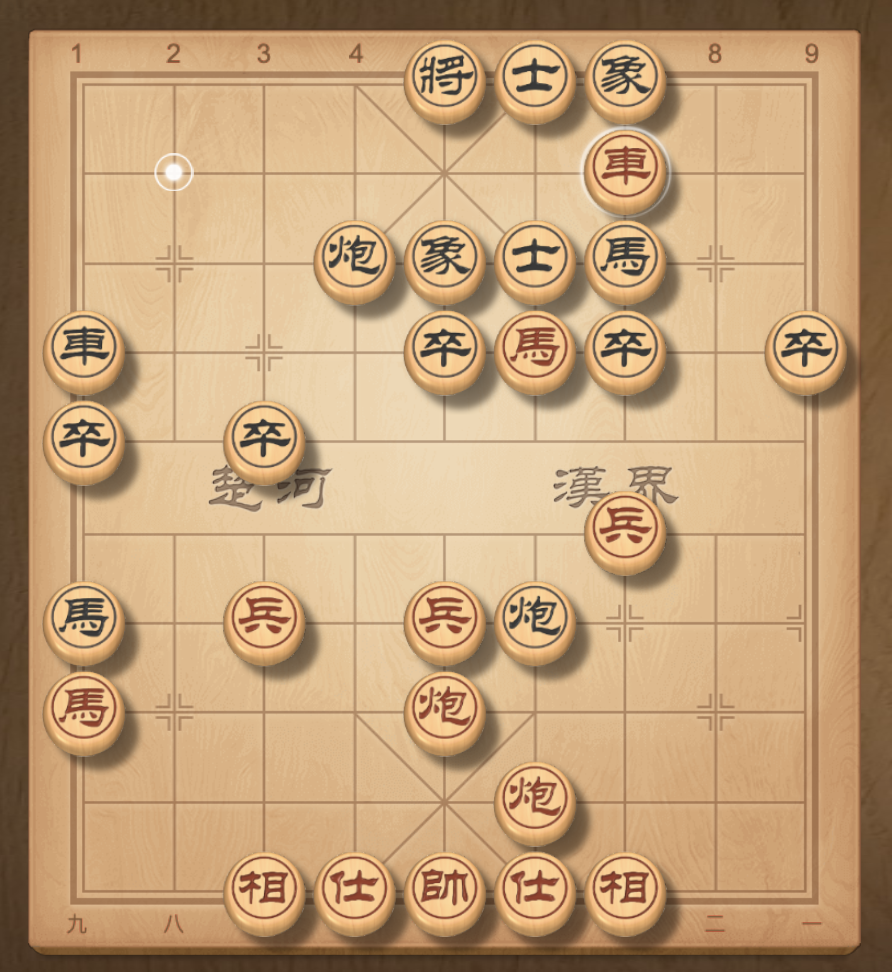 1 2 3 4 8 9
將 士 象
車
炮 象 士 馬
車 卒 馬 卒 卒
卒 卒
楚河 漢界
兵
馬 兵 兵 炮
馬 炮
炮
相 仕 帥 仕 相
九 八 二 一